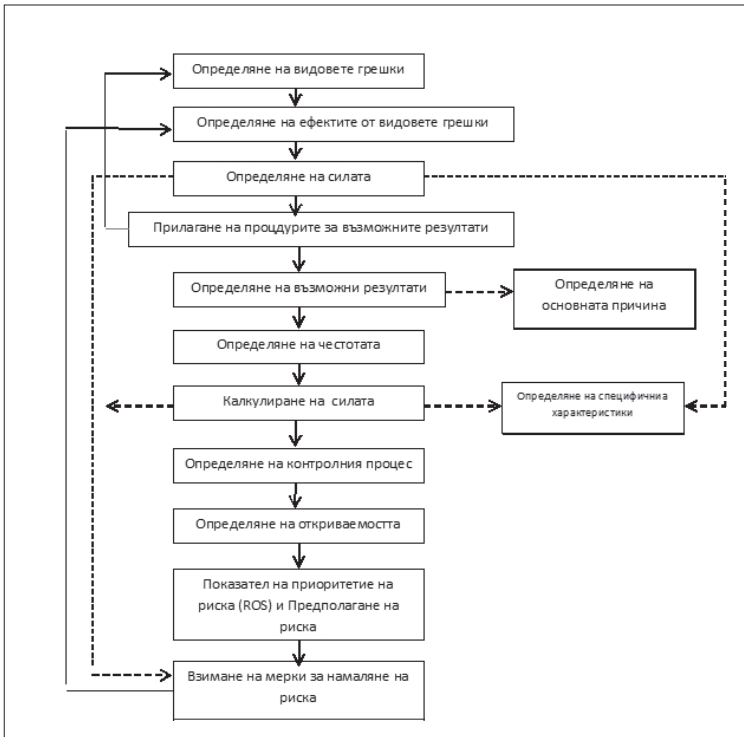 Определяне на видовете грешки
Определяне на ефектите от видовете грешки
Определяне на силата
Прилагане на процдурите за възможните резултати
Определяне на възможни резултати
Определяне на
основната причина
Определяне на честотата
Калкулиране на силата
Определяне на специфичниа
характеристики
Определяне на контролния процес
Определяне на откриваемостта
Показател на приоритетие на
риска (ROS) и Предполагане на
риска
Взимане на мерки за намаляне на
риска